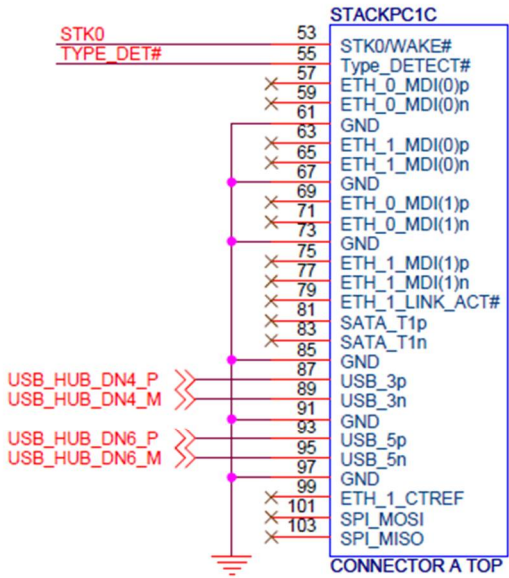 STACKPC1C
STK0 53 STK0/WAKE#
TYPE_DET# 55 Type_DETECT#
57 ETH_0_MDI(0)p
59 ETH_0_MDI(0)n
61 GND
63 ETH_1_MDI(0)p
65 ETH_1_MDI(0)n
67 GND
69 ETH_0_MDI(1)p
71 ETH_0_MDI(1)n
73 GND
75 ETH_1_MDI(1)p
77 ETH_1_MDI(1)n
79 ETH_1_LINK_ACT#
81 SATA_T1p
83 SATA_T1n
85 GND
USB_HUB_DN4_P 87 USB_3p
USB_HUB_DN4_M 89 USB_3n
91 GND
USB_HUB_DN6_P 93 USB_5p
USB_HUB_DN6_M 95 USB_5n
97 GND
99 ETH_1_CTREF
101 SPI_MOSI
103 SPI_MISO
CONNECTOR A TOP